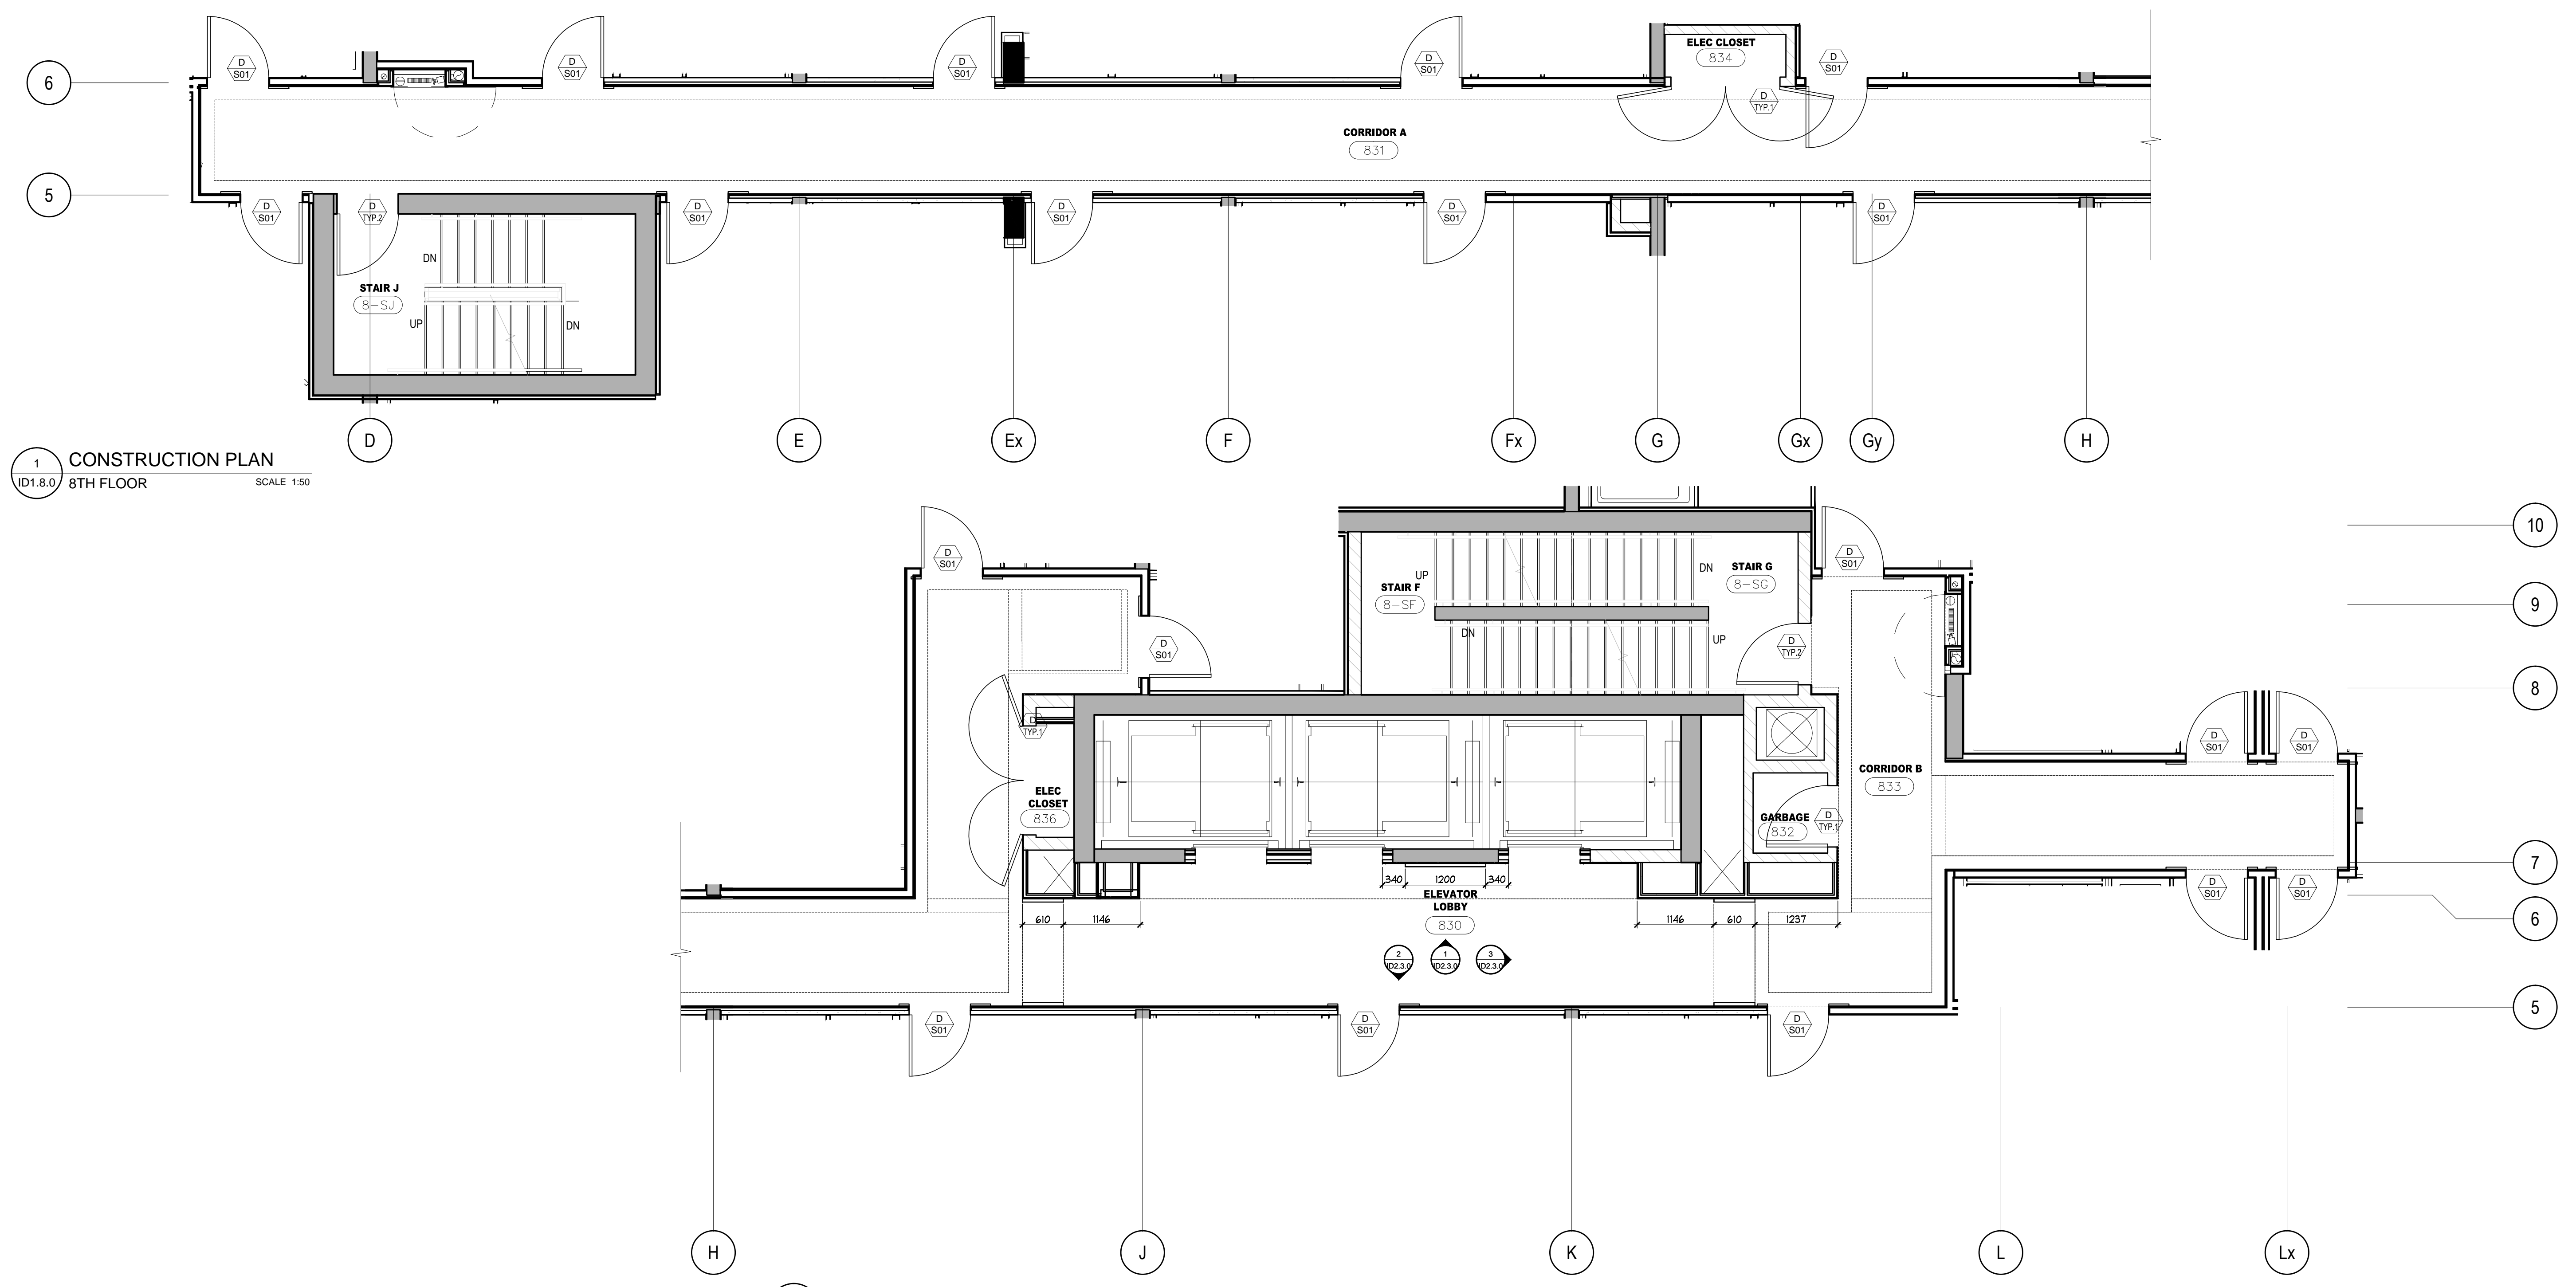 D
S01
D
S01
D
S01
D
S01
ELEC CLOSET
834
D
S01
6
D
TYP.1
CORRIDOR A
831
5
D
S01
D
TYP.2
D
S01
D
S01
D
S01
D
S01
DN
STAIR J
8-SJ
UP
DN
D
E
Ex
F
Fx
G
Gx
Gy
H
1
ID1.8.0
CONSTRUCTION PLAN
8TH FLOOR
SCALE 1:50
10
D
S01
D
S01
STAIR F
8-SF
UP
DN
STAIR G
8-SG
9
DN
UP
D
S01
D
TYP.2
8
D
TYP.1
D
S01
D
S01
CORRIDOR B
833
ELEC
CLOSET
836
GARBAGE
832
D
TYP.1
7
340
1200
340
D
S01
D
S01
ELEVATOR
LOBBY
830
610
1146
1146
610
1237
6
2
ID2.3.0
1
ID2.3.0
3
ID2.3.0
5
D
S01
D
S01
D
S01
H
J
K
L
Lx